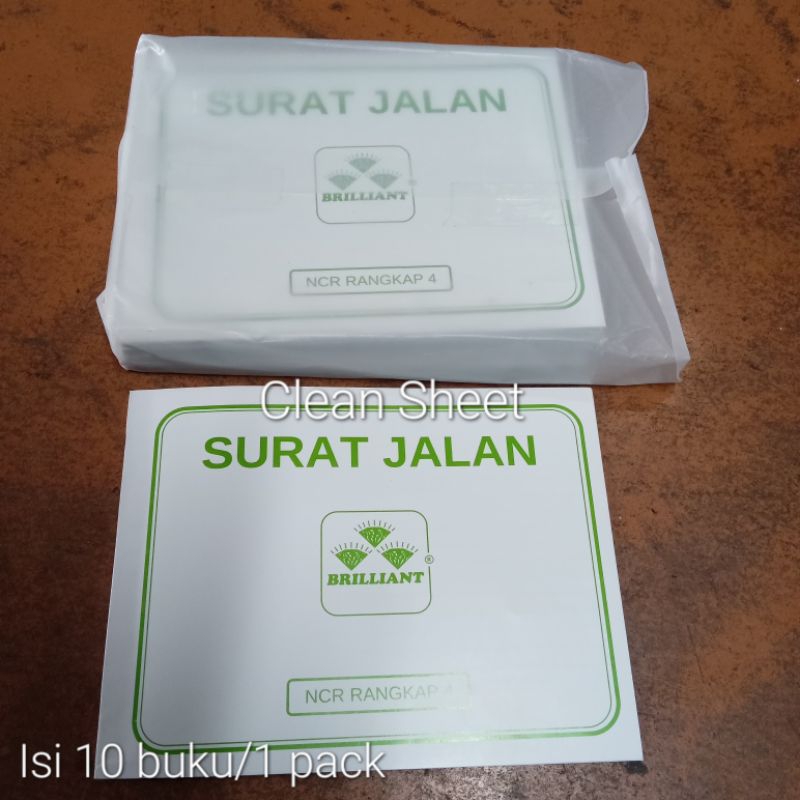 SURAT JALAN
BRILLIANT
NCR RANGKAP 4
Clean Sheet
SURAT JALAN
BRILLIANT ®
NCR RANGKAP 4
Isi 10 buku/1 pack